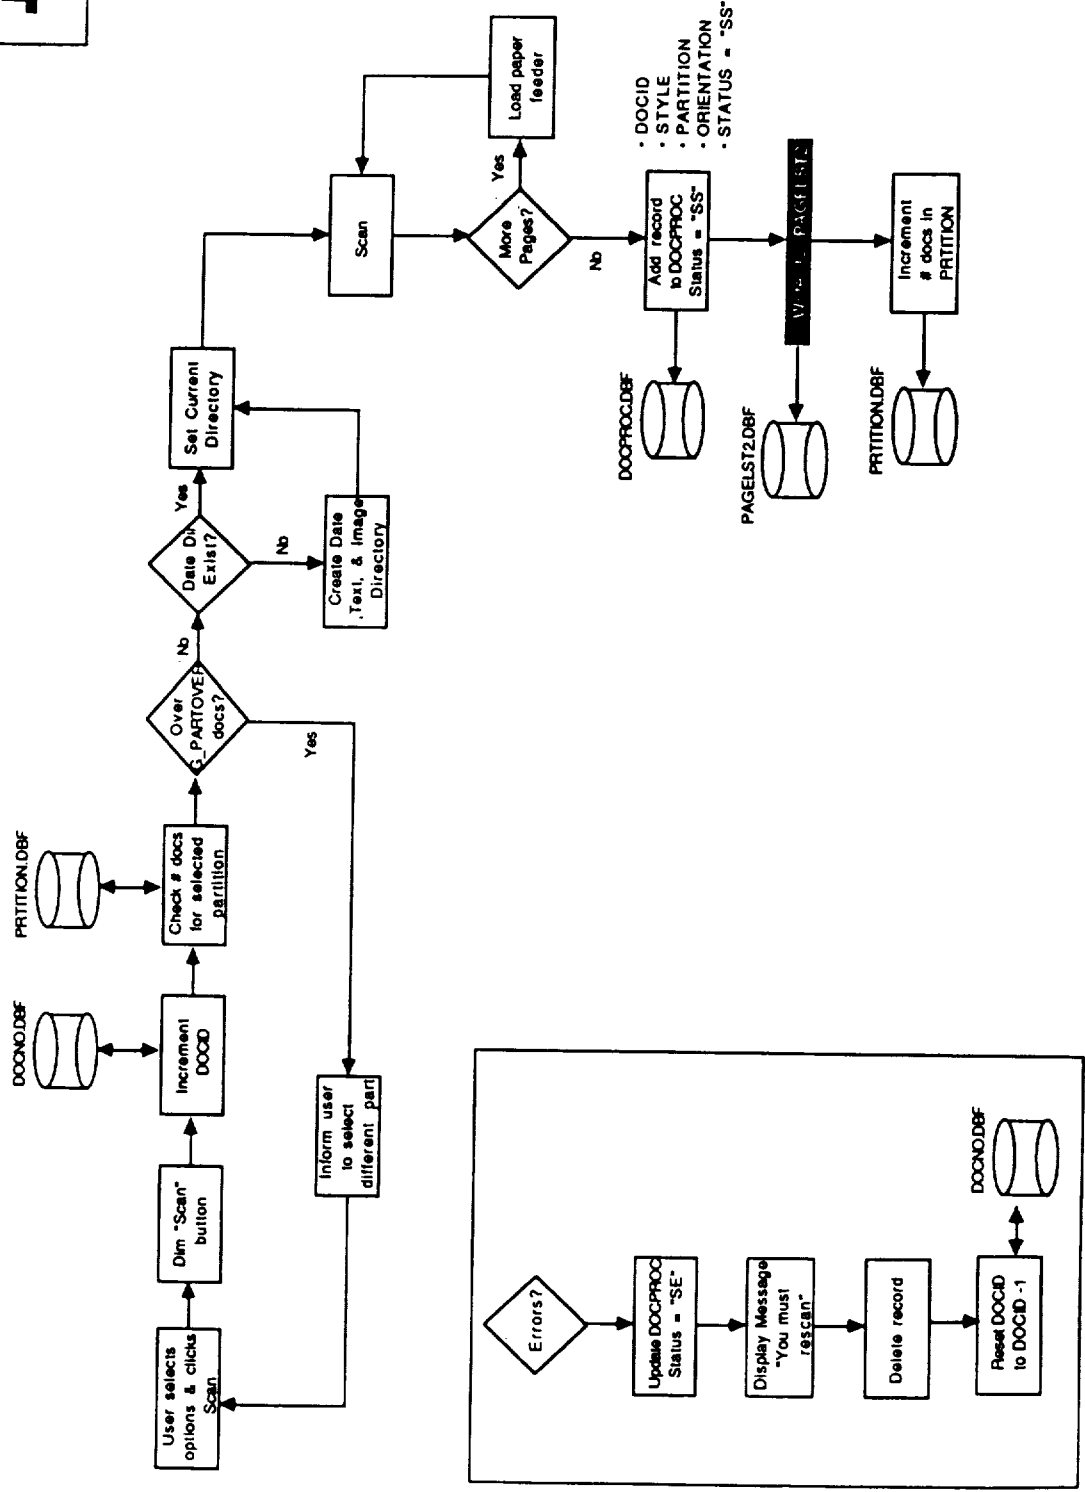 User selects
options & clicks
Scan
Dim "Scan"
button
DOCNO.DBF
Increment
DOCID
PRTITION.DBF
Check # docs
for selected
partition
Over
G_PARTOVER
docs?
No
Yes
Inform user
to select
different part
Date Dir
Exist?
Yes
No
Create Date
,Text, & Image
Directory
Set Current
Directory
Scan
More
Pages?
Yes
Load paper
feeder
No
Add record
to DOCPROC
Status = "SS"
· DOCID
· STYLE
· PARTITION
· ORIENTATION
· STATUS = "SS"
DOCPROC.DBF
PAGELIST2
PAGELST2.DBF
Increment
# docs in
PRTITION
PRTITION.DBF
Errors?
Update DOCPROC
Status = "SE"
Display Message
"You must
rescan"
Delete record
Reset DOCID
to DOCID -1
DOCNO.DBF